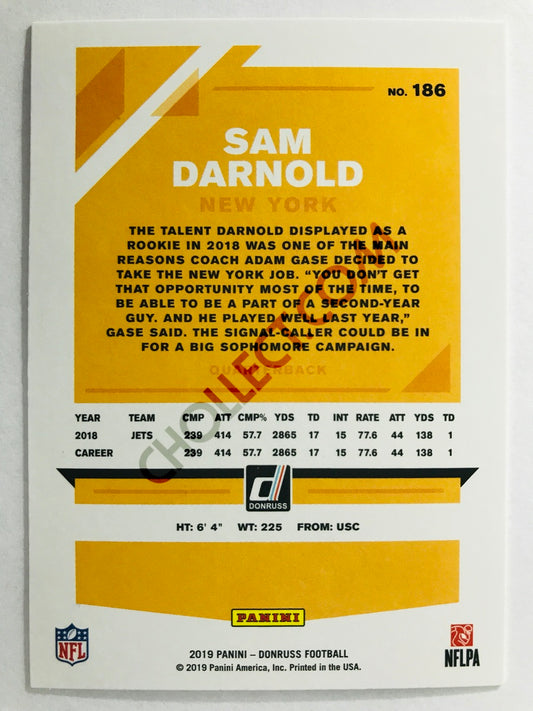 NO. 186
SAM
DARNOLD
NEW YORK
THE TALENT DARNOLD DISPLAYED AS A
ROOKIE IN 2018 WAS ONE OF THE MAIN
REASONS COACH ADAM GASE DECIDED TO
TAKE THE NEW YORK JOB. “YOU DON’T GET
THAT OPPORTUNITY MOST OF THE TIME, TO
BE ABLE TO BE A PART OF A SECOND-YEAR
GUY. AND HE PLAYED WELL LAST YEAR,”
GASE SAID. THE SIGNAL-CALLER COULD BE IN
FOR A BIG SOPHOMORE CAMPAIGN.
QUARTERBACK
CHOLLECT.COM
YEAR TEAM CMP ATT CMP% YDS TD INT RATE ATT YDS TD
2018 JETS 239 414 57.7 2865 17 15 77.6 44 138 1
CAREER 239 414 57.7 2865 17 15 77.6 44 138 1
d
DONRUSS
HT: 6' 4" WT: 225 FROM: USC
PANINI
NFL
NFLPA
2019 PANINI – DONRUSS FOOTBALL
© 2019 Panini America, Inc. Printed in the USA.